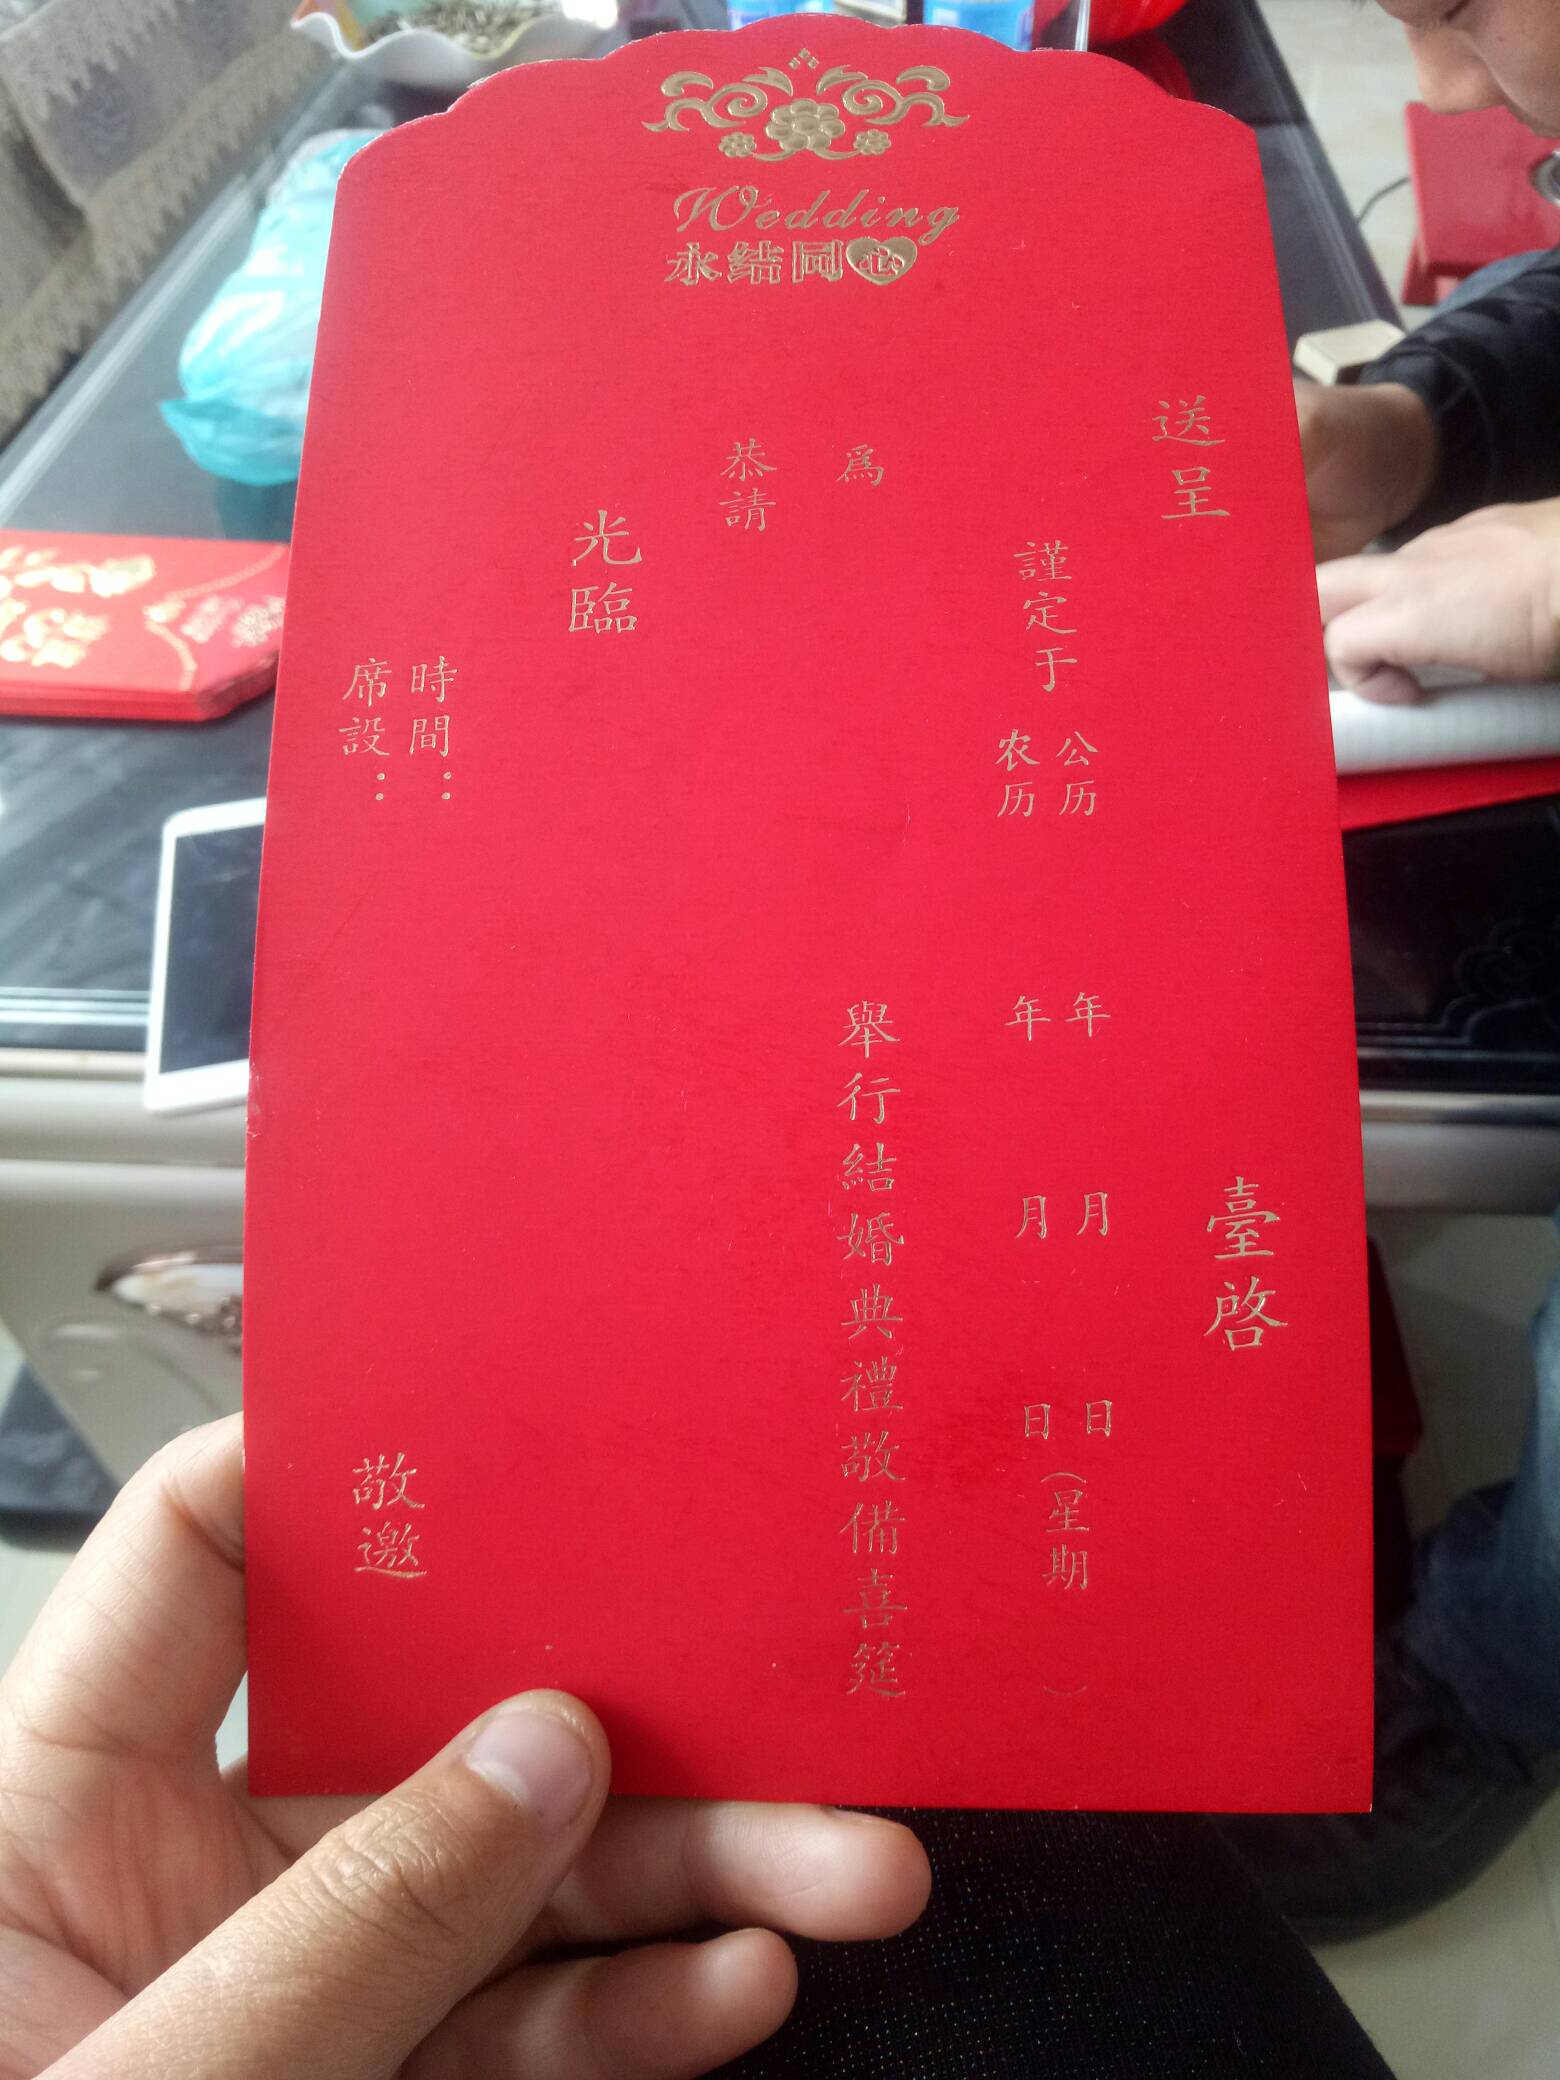 Wedding
永结同心
送呈 臺啓
謹定于
公历 年 月 日
农历 年 月 日
(星期 )
爲 舉行結婚典禮敬備喜筵
恭請
光臨
敬邀
時間:
席設: